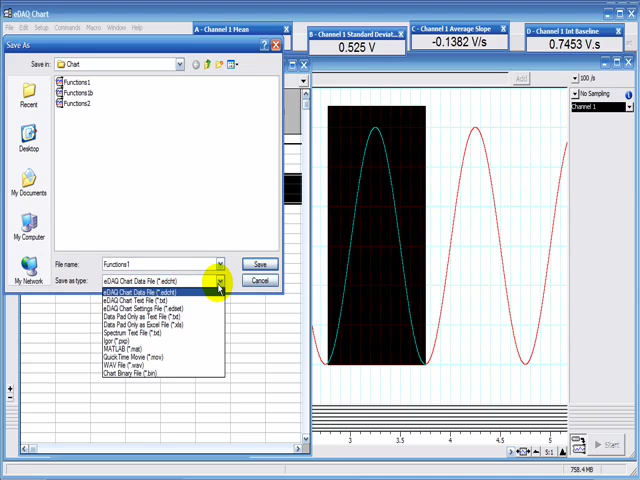 eDAQ Chart
File Edit Setup Commands Macro Window Help
A - Channel 1 Mean
B - Channel 1 Standard Deviat...
0.525 V
C - Channel 1 Average Slope
-0.1382 V/s
D - Channel 1 Int Baseline
0.7453 V.s
Save As
Save in: Chart
Functions1
Functions1b
Functions2
Recent
Desktop
My Documents
My Computer
My Network
File name: Functions1
Save
Save as type: eDAQ Chart Data File (*.edcht)
Cancel
eDAQ Chart Data File (*.edcht)
eDAQ Chart Text File (*.txt)
eDAQ Chart Settings File (*.edset)
Data Pad Only as Text File (*.txt)
Data Pad Only as Excel File (*.xls)
Spectrum Text File (*.txt)
Igor (*.pxp)
MATLAB (*.mat)
QuickTime Movie (*.mov)
WAV File (*.wav)
Chart Binary File (*.bin)
Add
100 /s
No Sampling
Channel 1
3 3.5 4 4.5 5
5:1
Start
758.4 MB